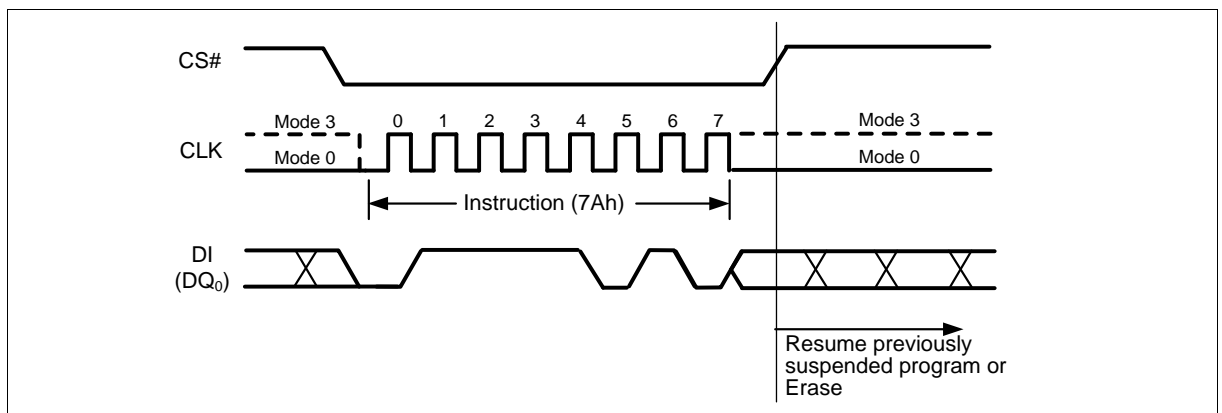 CS#
Mode 3 0 1 2 3 4 5 6 7 Mode 3
CLK
Mode 0 Mode 0
Instruction (7Ah)
DI
(DQ₀)
Resume previously
suspended program or
Erase